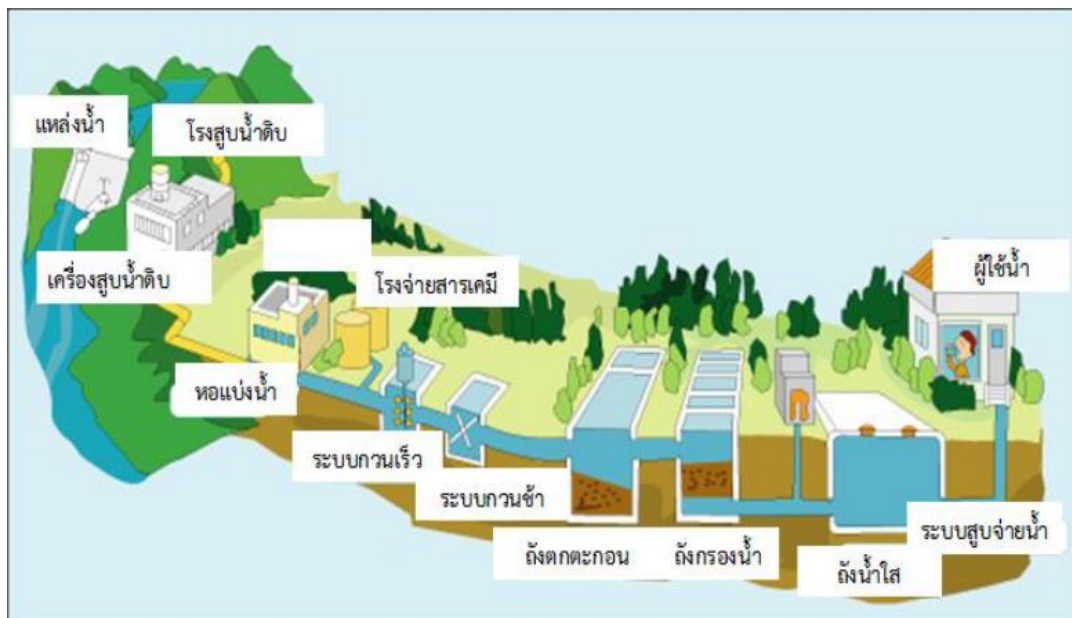 แหล่งน้ำ
โรงสูบน้ำดิบ
เครื่องสูบน้ำดิบ
โรงจ่ายสารเคมี
ผู้ใช้น้ำ
หอแบ่งน้ำ
ระบบกวนเร็ว
ระบบกวนช้า
ถังตกตะกอน
ถังกรองน้ำ
ถังน้ำใส
ระบบสูบจ่ายน้ำ